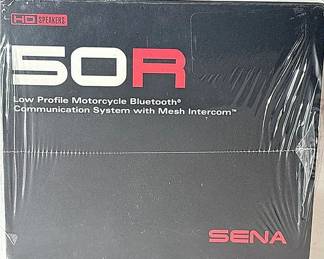 HD SPEAKERS
50R
Low Profile Motorcycle Bluetooth®
Communication System with Mesh Intercom™
SENA